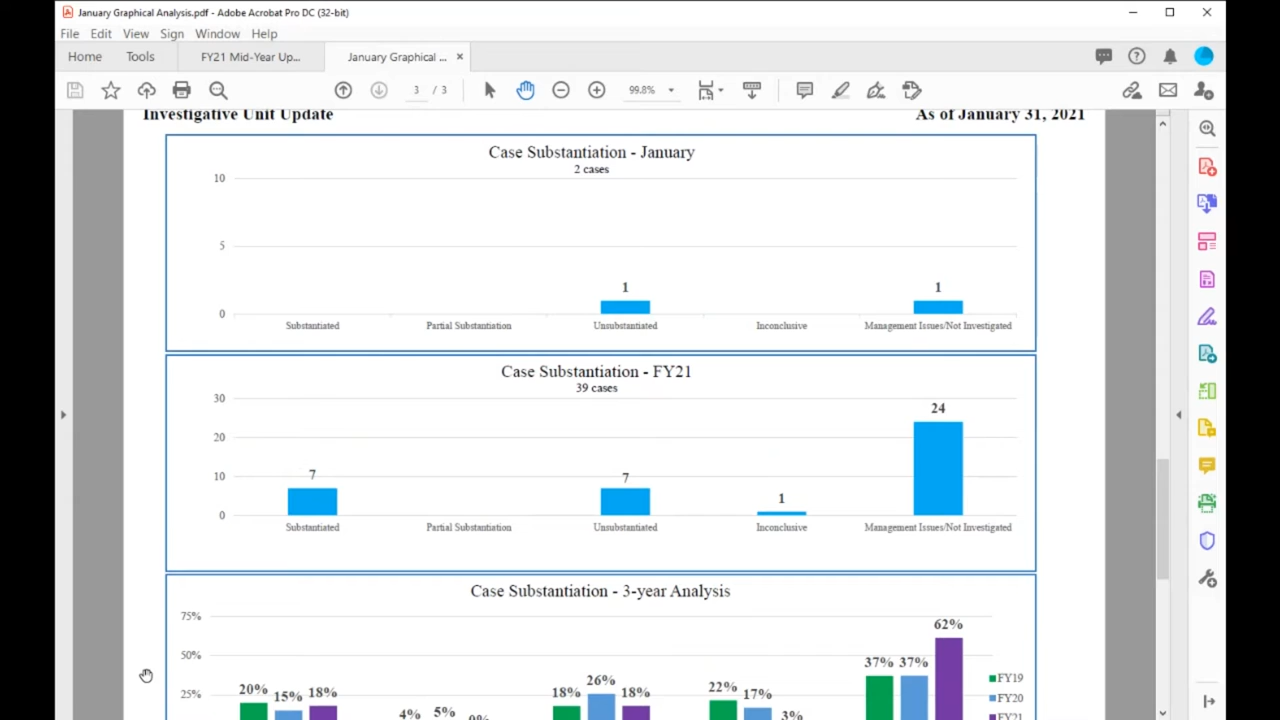 January Graphical Analysis.pdf - Adobe Acrobat Pro DC (32-bit)
File Edit View Sign Window Help
Home Tools FY21 Mid-Year Up... January Graphical ... ×
3 / 3 99.8%
Investigative Unit Update As of January 31, 2021
Case Substantiation - January
2 cases
10
5
0
1 1
Substantiated Partial Substantiation Unsubstantiated Inconclusive Management Issues/Not Investigated
Case Substantiation - FY21
39 cases
30
20
10
0
7 7 1 24
Substantiated Partial Substantiation Unsubstantiated Inconclusive Management Issues/Not Investigated
Case Substantiation - 3-year Analysis
75%
50%
25%
20% 15% 18% 4% 5% 0% 18% 26% 18% 22% 17% 3% 37% 37% 62%
FY19
FY20
FY21